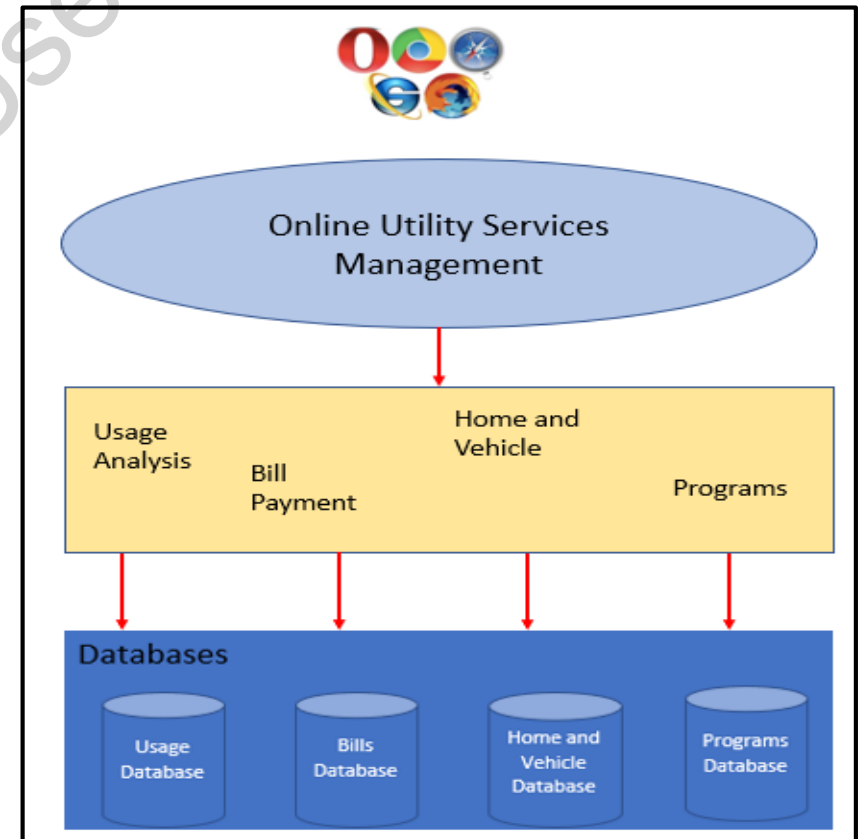 Online Utility Services
Management
Usage
Analysis
Bill
Payment
Home and
Vehicle
Programs
Databases
Usage
Database
Bills
Database
Home and
Vehicle
Database
Programs
Database